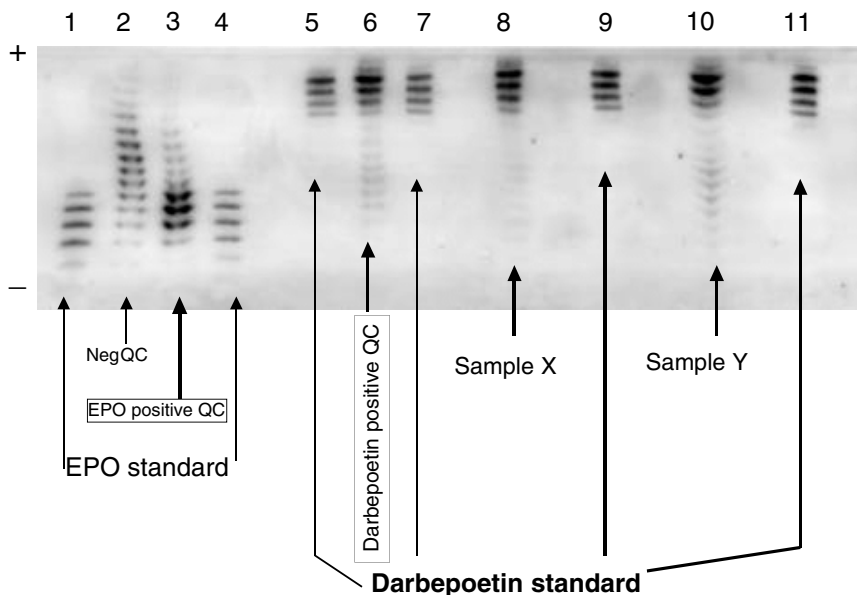 1 2 3 4 5 6 7 8 9 10 11
+
–
NegQC
EPO positive QC
EPO standard
Darbepoetin positive QC
Sample X
Sample Y
Darbepoetin standard